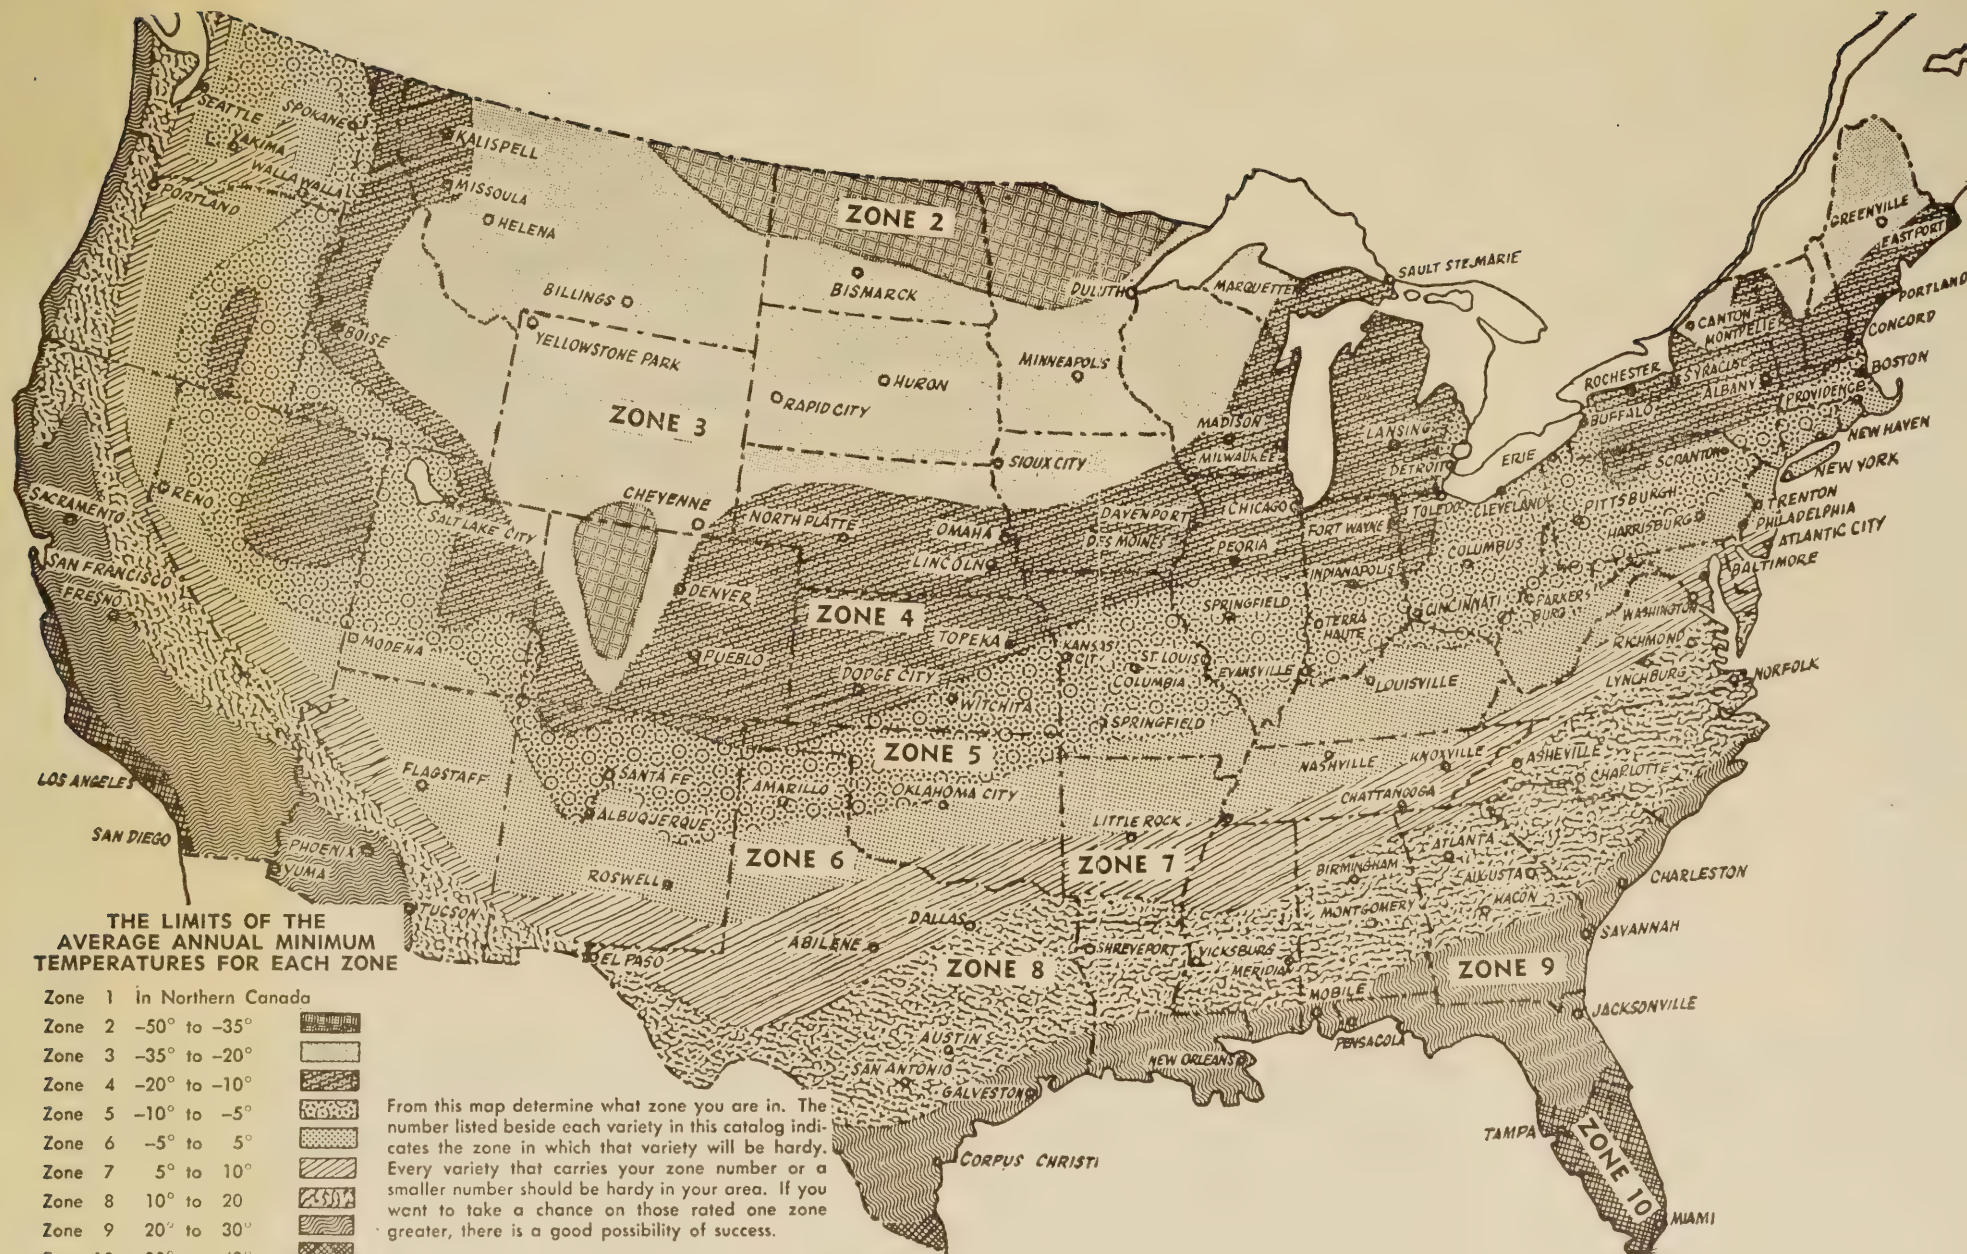 SEATTLE
SPOKANE
YAKIMA
WALLA WALLA
PORTLAND
KALISPELL
MISSOULA
HELENA
BILLINGS
YELLOWSTONE PARK
BOISE
ZONE 2
BISMARCK
DULUTH
MARQUETTE
SAULT STE.MARIE
GREENVILLE
EASTPORT
PORTLAND
CANTON
MONTPELIER
CONCORD
MINNEAPOL'S
HURON
RAPID CITY
ZONE 3
SIOUX CITY
MADISON
MILWAUKEE
LANSING
DETROIT
ROCHESTER
SYRACUSE
ALBANY
BOSTON
PROVIDENCE
BUFFALO
NEW HAVEN
ERIE
SCRANTON
NEW YORK
RENO
SACRAMENTO
SALT LAKE CITY
CHEYENNE
NORTH PLATTE
OMAHA
LINCOLN
DAVENPORT
DES MOINES
CHICAGO
PEORIA
FORT WAYNE
TOLEDO
CLEVELAND
PITTSBURGH
HARRISBURG
TRENTON
PHILADELPHIA
ATLANTIC CITY
BALTIMORE
COLUMBUS
INDIANAPOLIS
SAN FRANCISCO
FRESNO
MODENA
DENVER
PUEBLO
ZONE 4
TOPEKA
DODGE CITY
WITCHITA
KANSAS
CITY
ST LOUIS
COLUMBIA
SPRINGFIELD
SPRINGFIELD
TERRA
HAUTE
CINCINNATI
PARKERS
BURG
WASHINGTON
RICHMOND
EVANSVILLE
LOUISVILLE
LYNCHBURG
NORFOLK
ZONE 5
LOS ANGELES
FLAGSTAFF
SANTA FE
ALBUQUERQUE
AMARILLO
OKLAHOMA CITY
NASHVILLE
KNOXVILLE
ASHEVILLE
CHARLOTTE
CHATTANOOGA
LITTLE ROCK
SAN DIEGO
PHOENIX
YUMA
TUCSON
ROSWELL
ZONE 6
ZONE 7
BIRMINGHAM
ATLANTA
AUGUSTA
MACON
MONTGOMERY
CHARLESTON
SAVANNAH
DALLAS
ABILENE
EL PASO
ZONE 8
SHREVEPORT
VICKSBURG
MERIDIAN
ZONE 9
MOBILE
PENSACOLA
JACKSONVILLE
AUSTIN
SAN ANTONIO
GALVESTON
NEW ORLEANS
CORPUS CHRISTI
TAMPA
ZONE 10
MIAMI
THE LIMITS OF THE
AVERAGE ANNUAL MINIMUM
TEMPERATURES FOR EACH ZONE
Zone 1 in Northern Canada
Zone 2 -50° to -35°
Zone 3 -35° to -20°
Zone 4 -20° to -10°
Zone 5 -10° to -5°
Zone 6 -5° to 5°
Zone 7 5° to 10°
Zone 8 10° to 20
Zone 9 20° to 30°
From this map determine what zone you are in. The
number listed beside each variety in this catalog indi-
cates the zone in which that variety will be hardy.
Every variety that carries your zone number or a
smaller number should be hardy in your area. If you
want to take a chance on those rated one zone
greater, there is a good possibility of success.